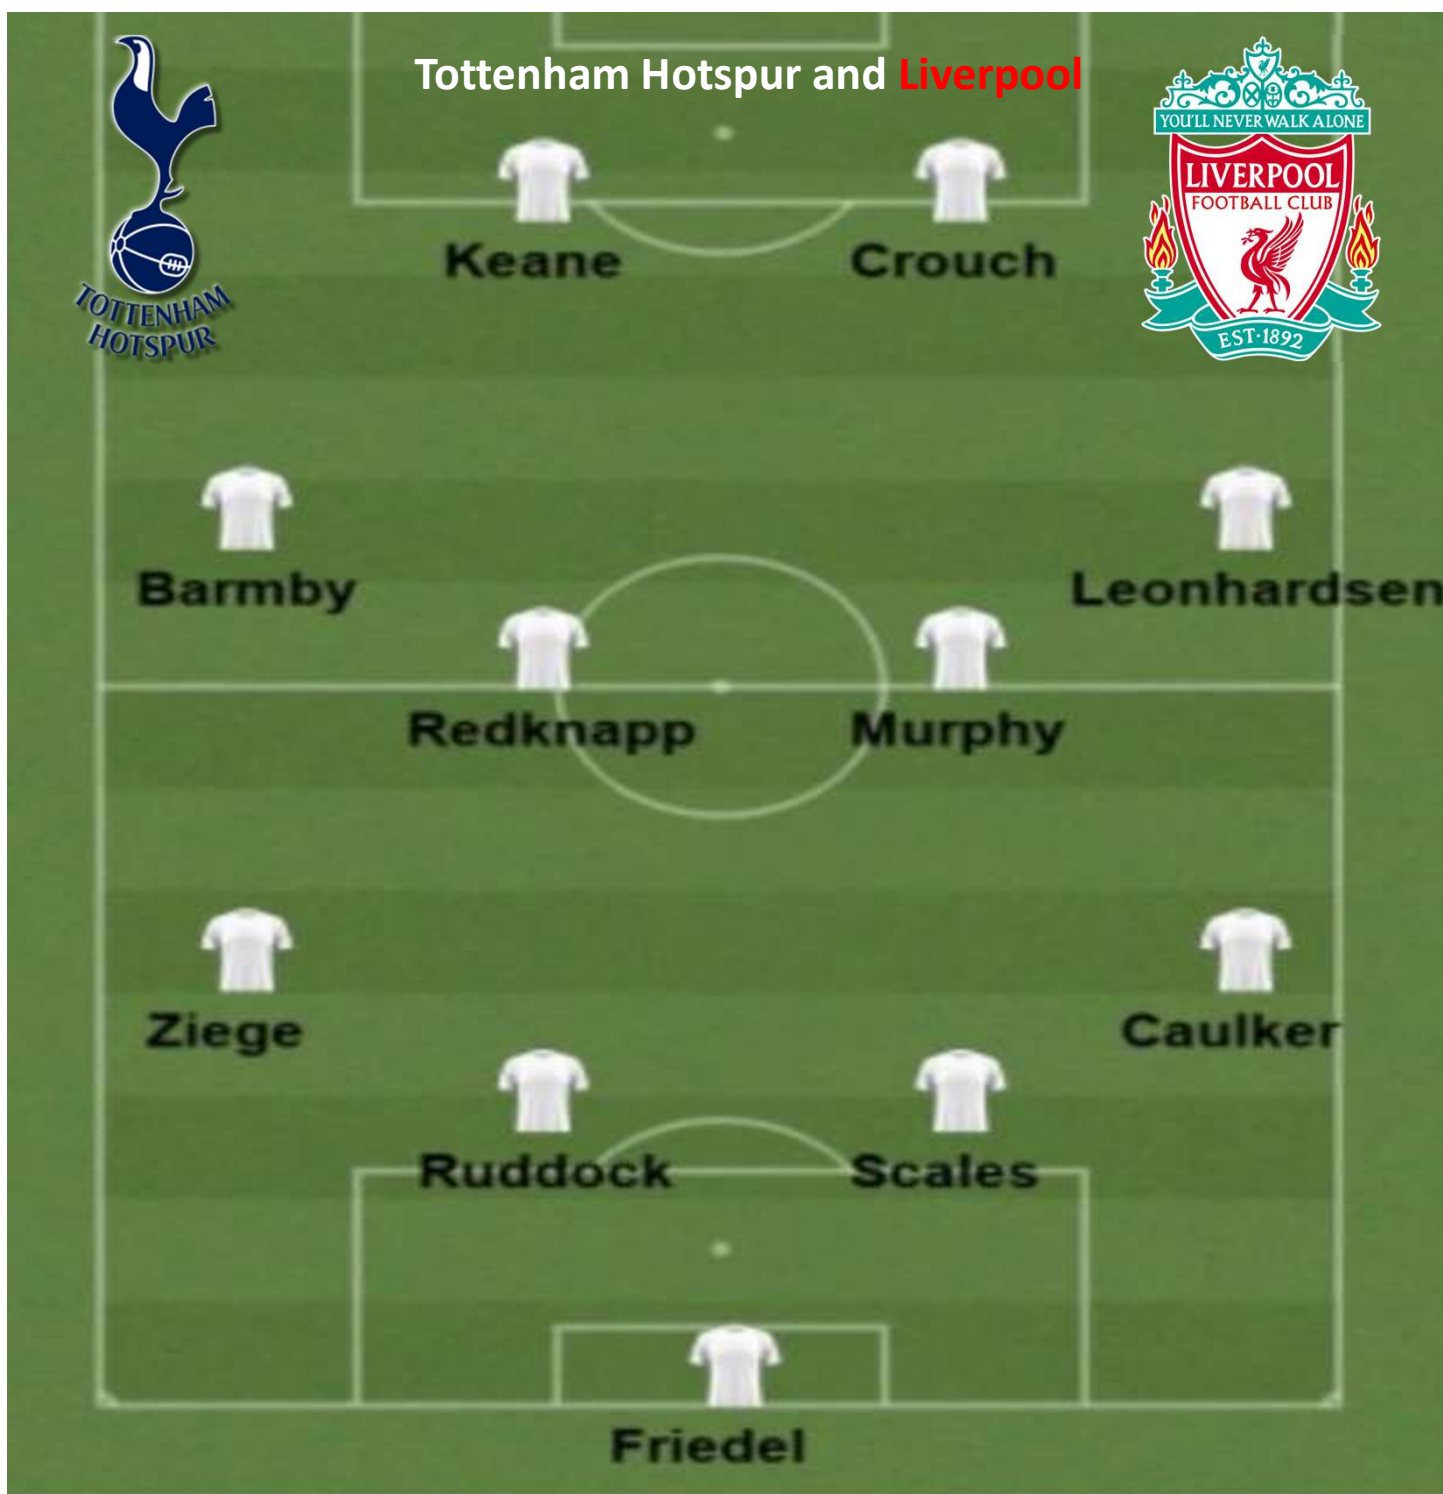 Tottenham Hotspur and Liverpool
TOTTENHAM
HOTSPUR
YOU'LL NEVER WALK ALONE
LIVERPOOL
FOOTBALL CLUB
EST·1892
Keane
Crouch
Barmby
Leonhardsen
Redknapp
Murphy
Ziege
Caulker
Ruddock
Scales
Friedel